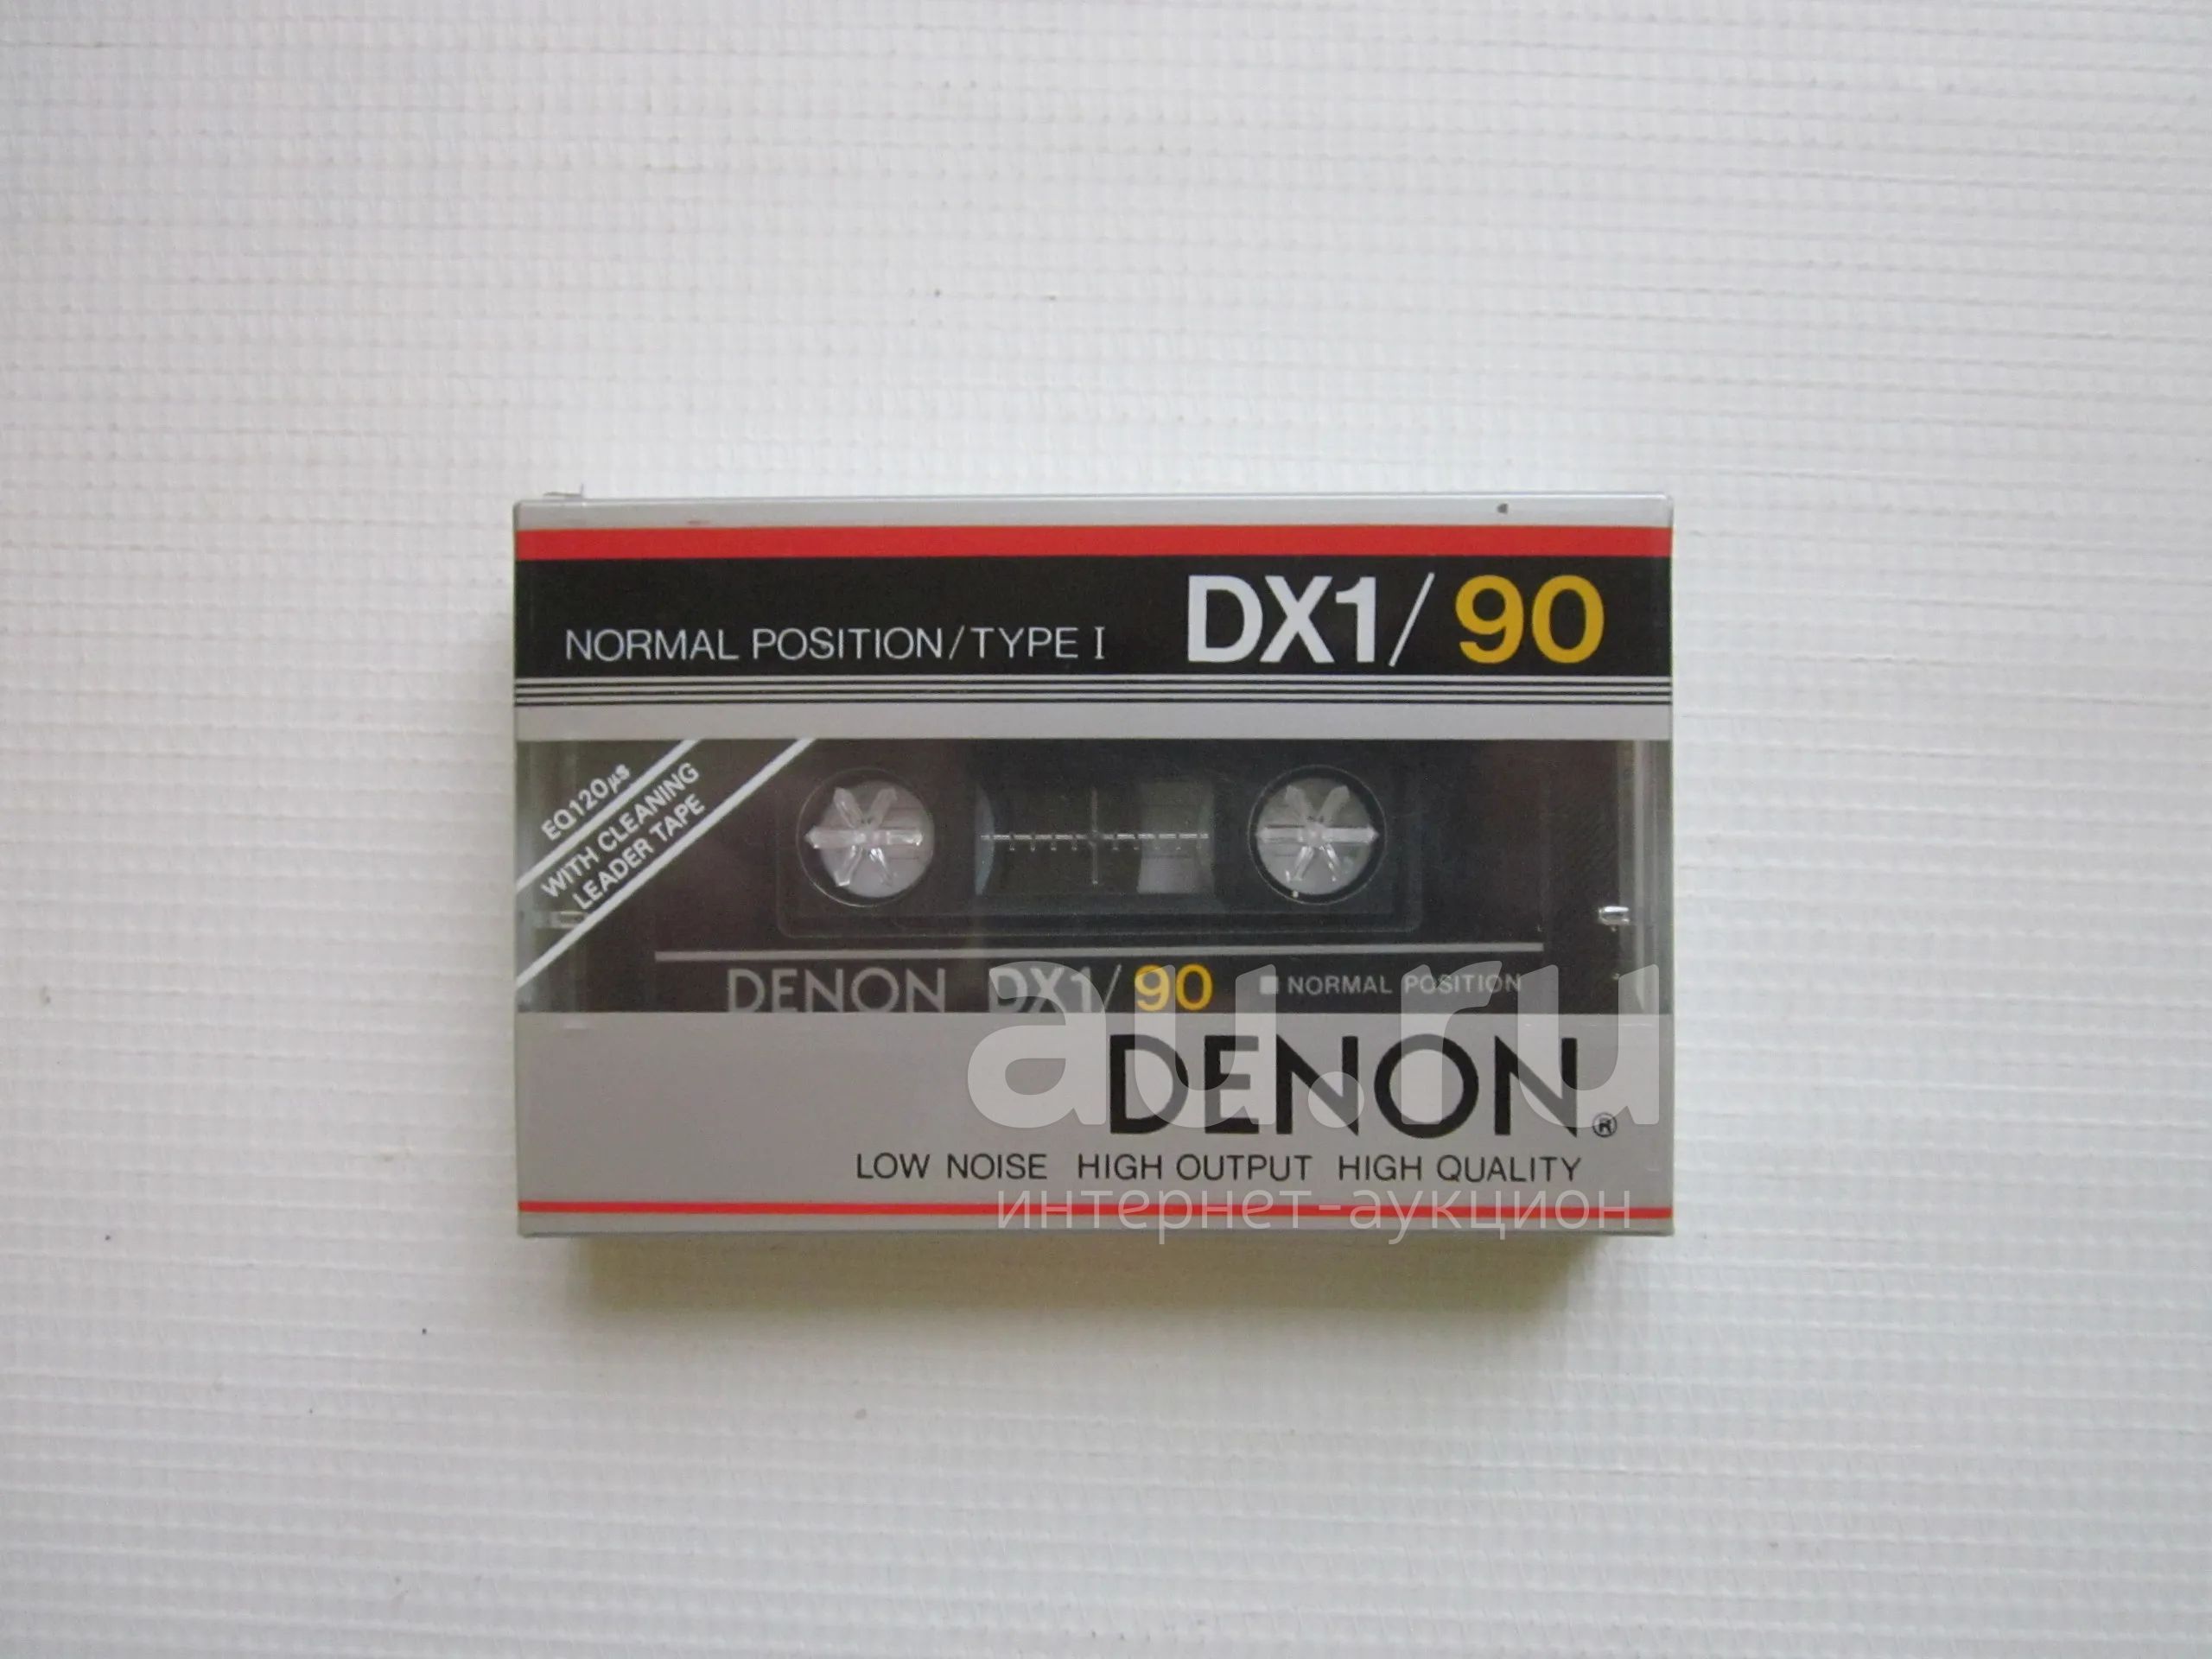 NORMAL POSITION/TYPE I DX1/90
EQ120µs
WITH CLEANING
LEADER TAPE
DENON DX1/90 NORMAL POSITION
au.ru
DENON®
LOW NOISE HIGH OUTPUT HIGH QUALITY
интернет-аукцион